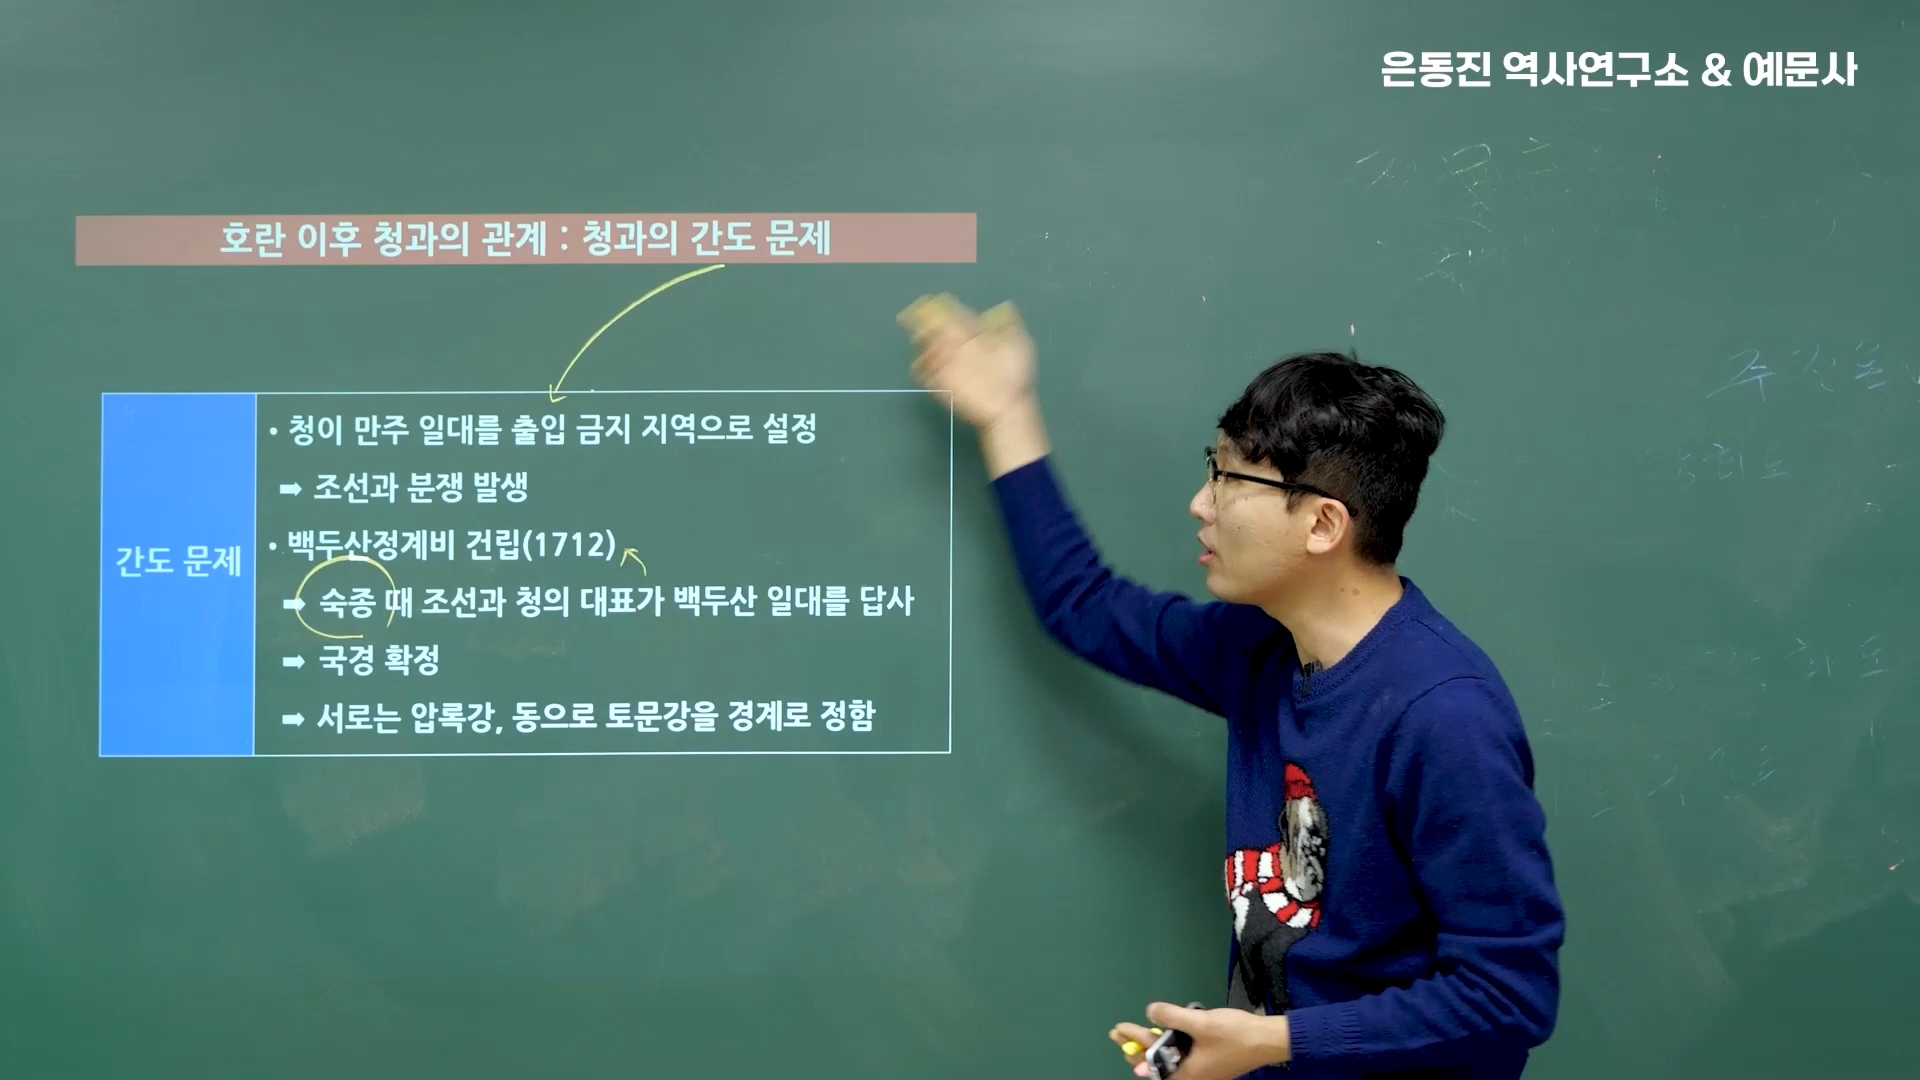 은동진 역사연구소 & 예문사
호란 이후 청과의 관계 : 청과의 간도 문제
간도 문제
• 청이 만주 일대를 출입 금지 지역으로 설정
➡ 조선과 분쟁 발생
• 백두산정계비 건립(1712)
➡ 숙종 때 조선과 청의 대표가 백두산 일대를 답사
➡ 국경 확정
➡ 서로는 압록강, 동으로 토문강을 경계로 정함